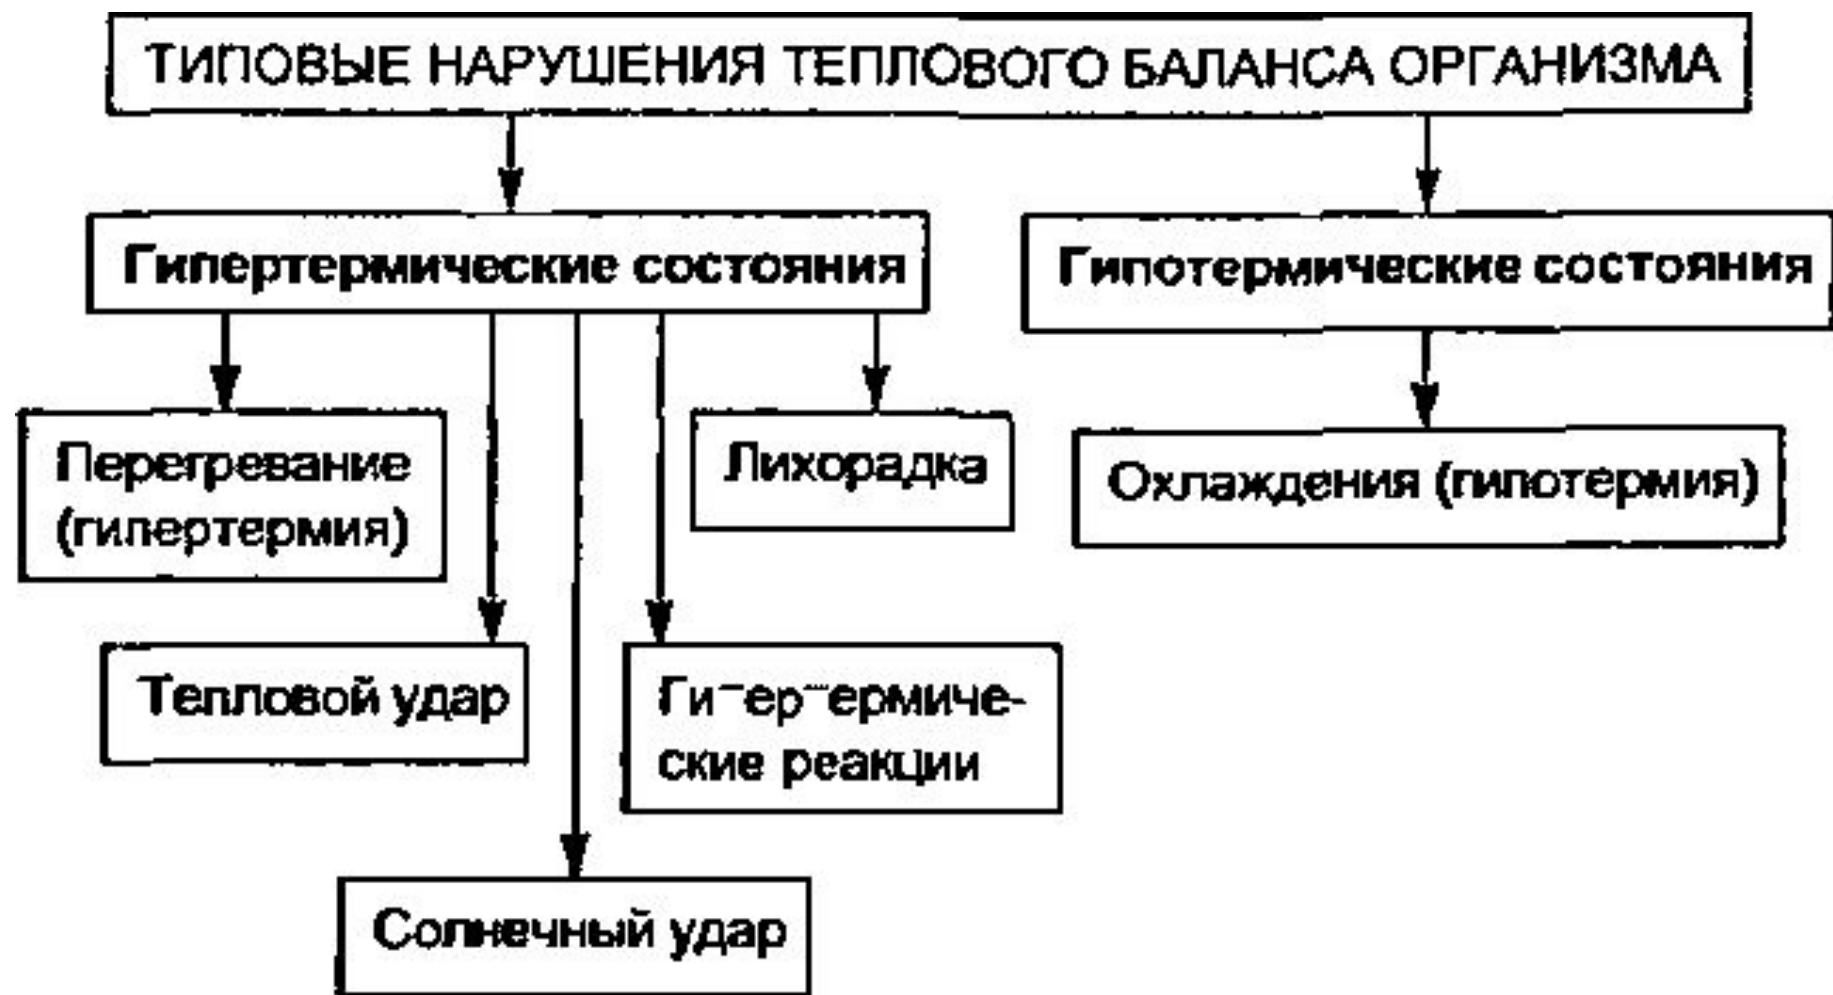 ТИПОВЫЕ НАРУШЕНИЯ ТЕПЛОВОГО БАЛАНСА ОРГАНИЗМА
Гипертермические состояния
Гипотермические состояния
Перегревание
(гипертермия)
Лихорадка
Охлаждения (гипотермия)
Тепловой удар
Гипертермиче-
ские реакции
Солнечный удар